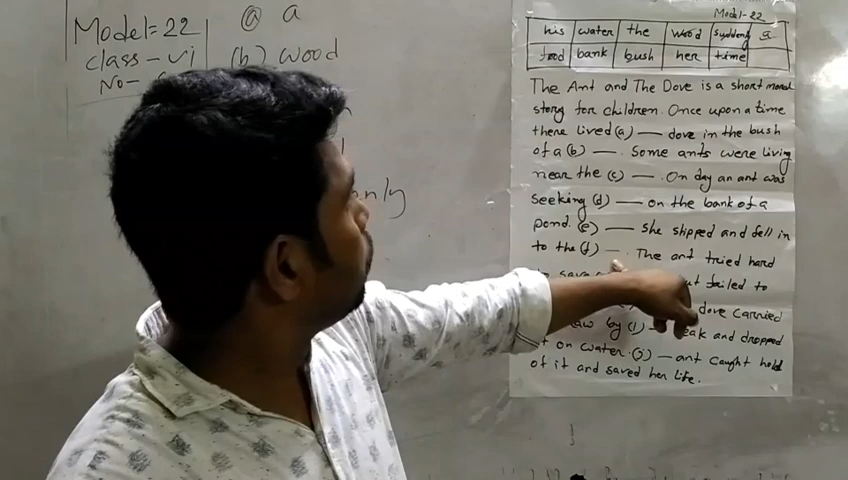 Model=22
class-vi
No-
@ a
(b) wood
nly
Model-22
his water the wood suddenly a
food bank bush her time
The Ant and The Dove is a short moral
story for children. Once upon a time
there lived (a) — dove in the bush
of a (b) —. Some ants were living
near the (c) —. On day an ant was
seeking (d) — on the bank of a
pond. (e) — she slipped and fell in
to the (f) —. The ant tried hard
failed to
dove carried
by (i) — and dropped
on water. (j) — ant caught hold
of it and saved her life.